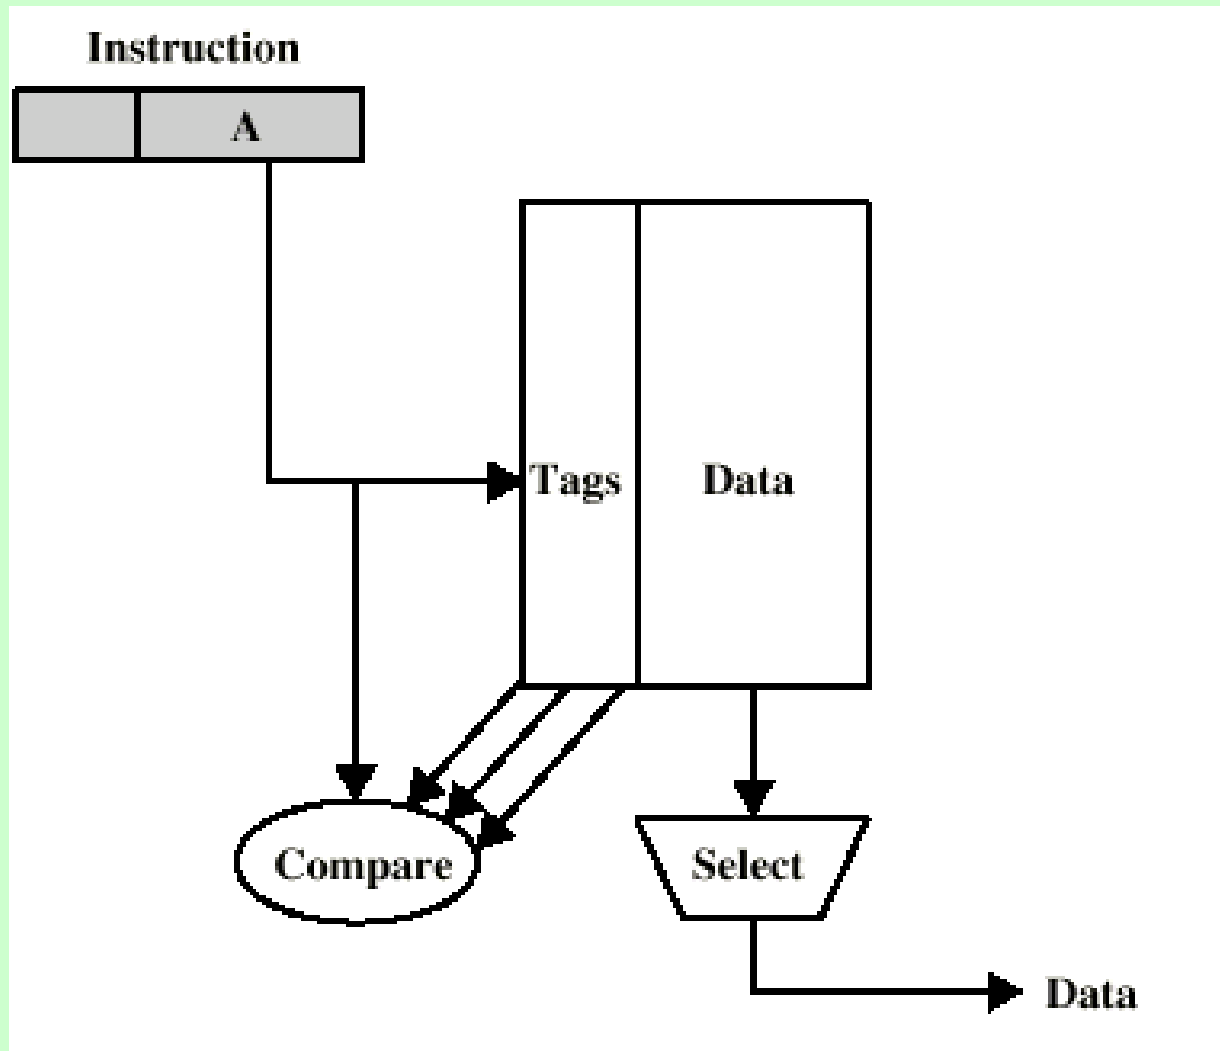 Instruction
A
Tags
Data
Compare
Select
Data